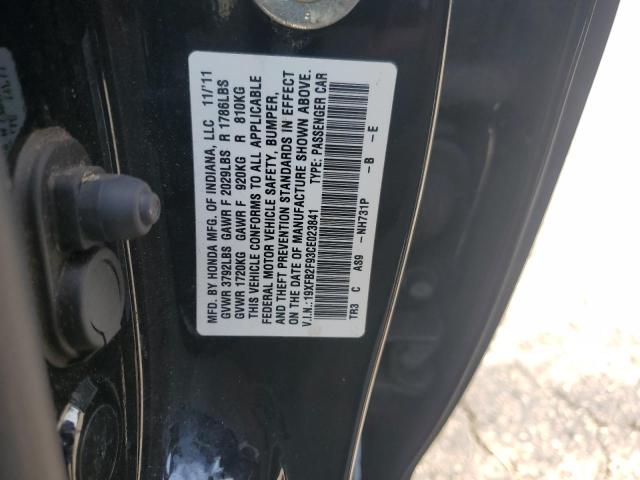 MFD. BY HONDA MFG. OF INDIANA, LLC 11/'11
GVWR 3792LBS GAWR F 2029LBS R 1786LBS
GVWR 1720KG GAWR F 920KG R 810KG
THIS VEHICLE CONFORMS TO ALL APPLICABLE
FEDERAL MOTOR VEHICLE SAFETY, BUMPER,
AND THEFT PREVENTION STANDARDS IN EFFECT
ON THE DATE OF MANUFACTURE SHOWN ABOVE.
V.I.N.:19XFB2F93CE023841 TYPE: PASSENGER CAR
TR3 C AS9 -NH731P -B -E